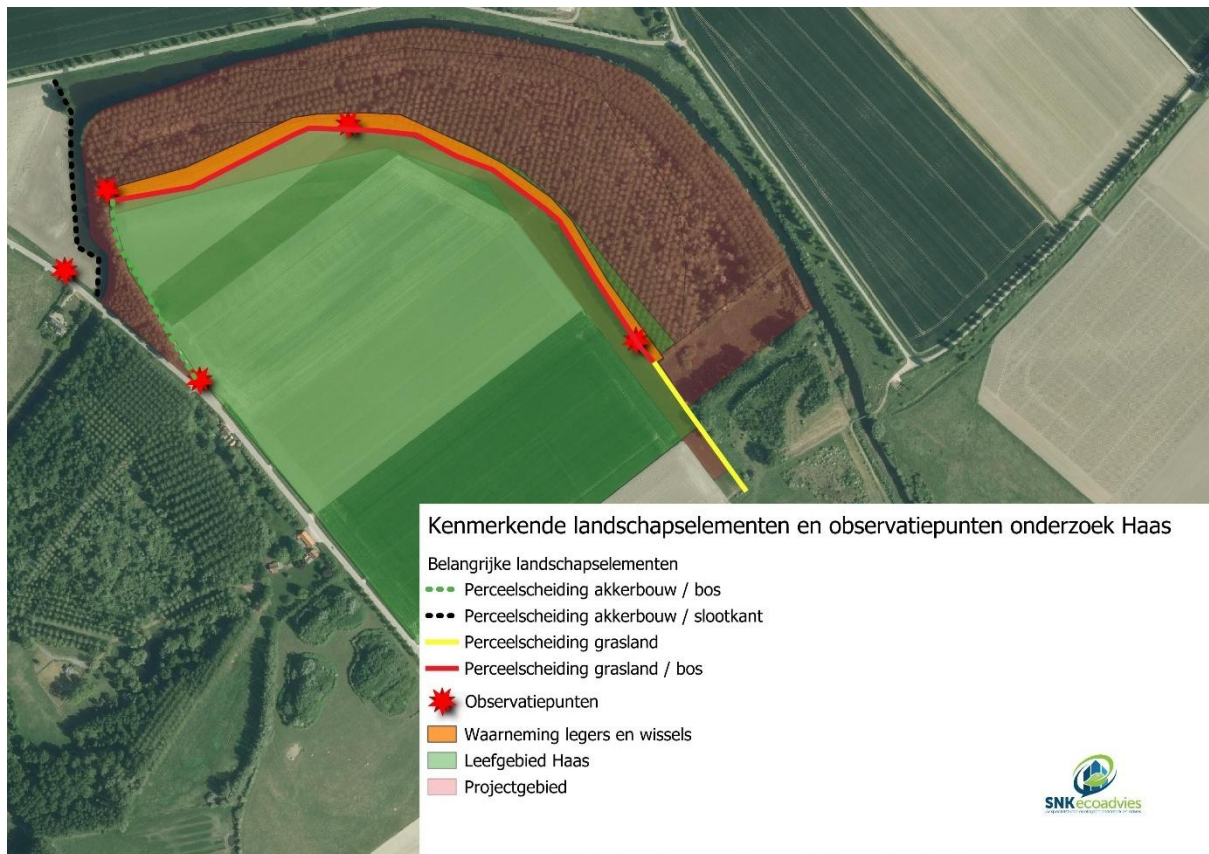 Kenmerkende landschapselementen en observatiepunten onderzoek Haas
Belangrijke landschapselementen
Perceelscheiding akkerbouw / bos
Perceelscheiding akkerbouw / slootkant
Perceelscheiding grasland
Perceelscheiding grasland / bos
Observatiepunten
Waarneming legers en wissels
Leefgebied Haas
Projectgebied
SNKecoadvies